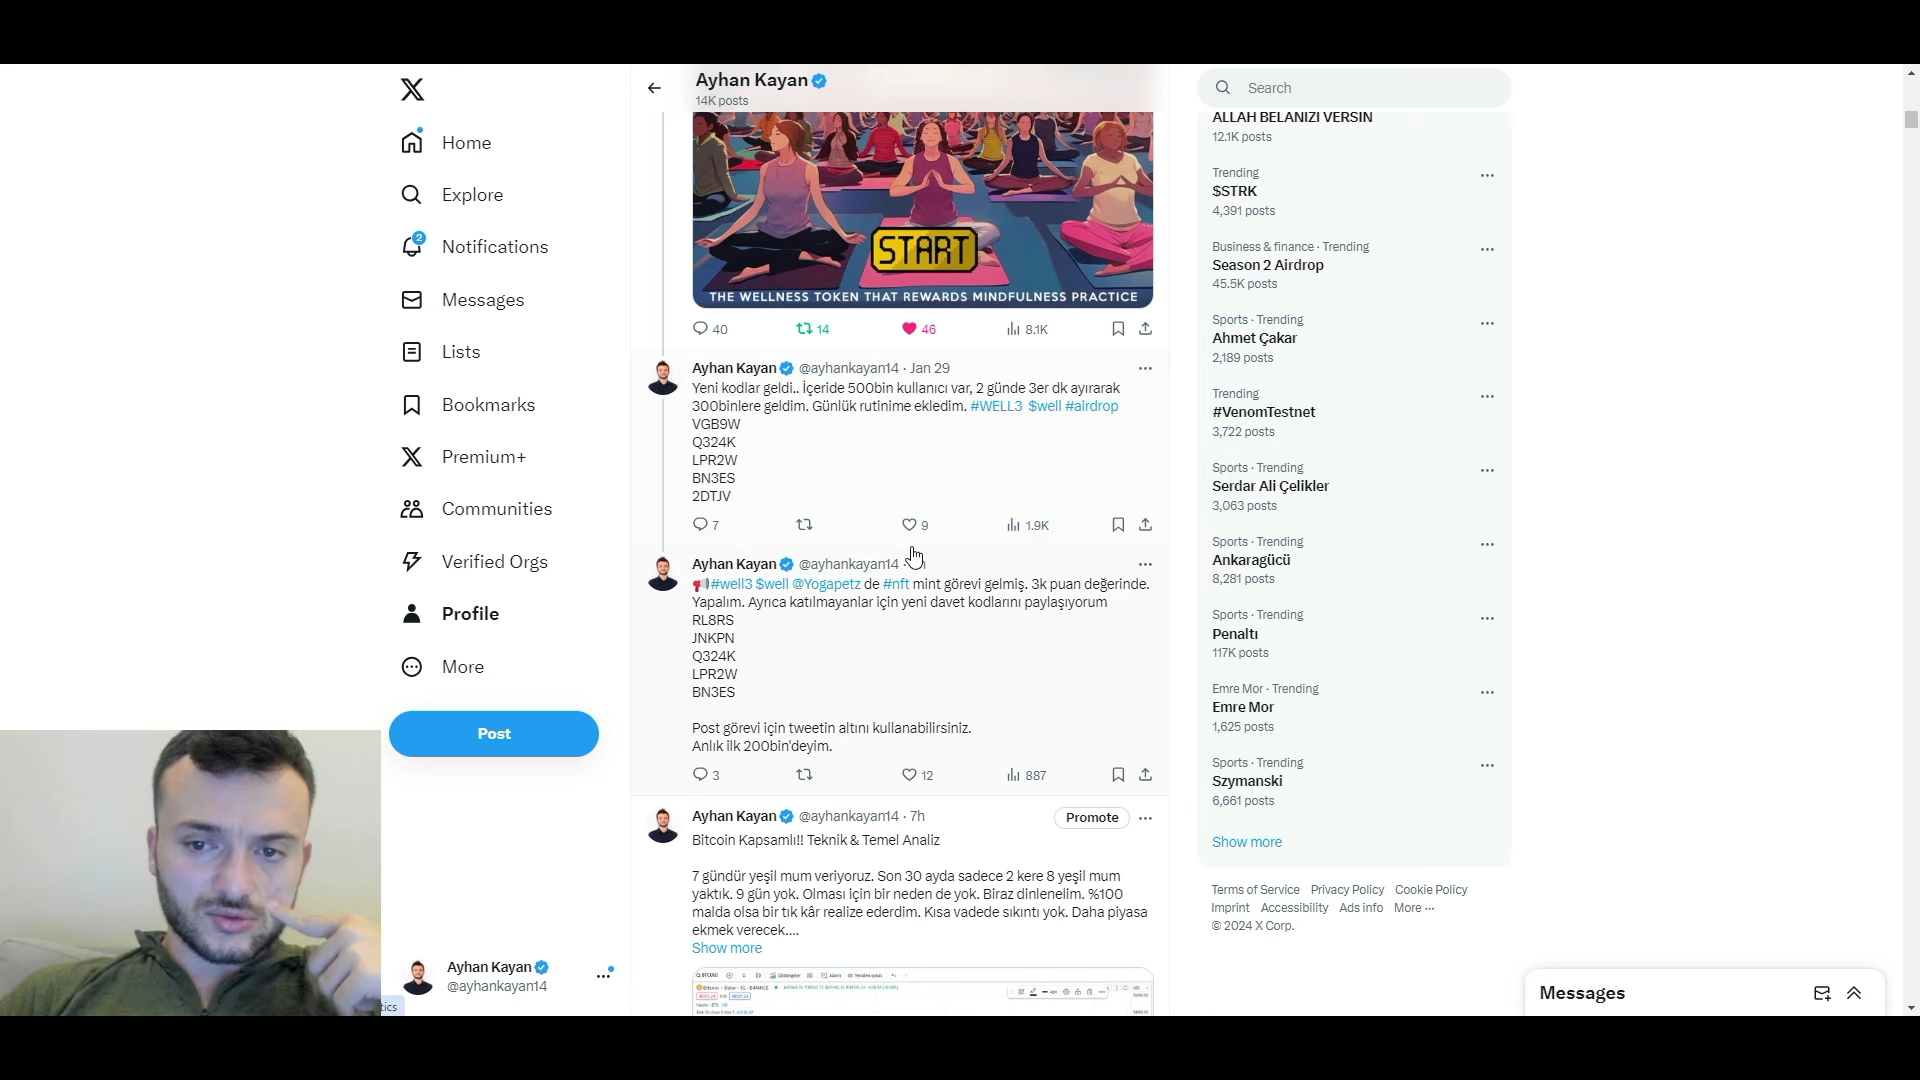 Ayhan Kayan
14K posts
Search
Home
Explore
2
Notifications
Messages
Lists
Bookmarks
Premium+
Communities
Verified Orgs
Profile
More
Post
Ayhan Kayan
@ayhankayan14
tics
START
THE WELLNESS TOKEN THAT REWARDS MINDFULNESS PRACTICE
40
14
46
8.1K
Ayhan Kayan @ayhankayan14 · Jan 29
Yeni kodlar geldi.. İçeride 500bin kullanıcı var, 2 günde 3er dk ayırarak
300binlere geldim. Günlük rutinime ekledim. #WELL3 $well #airdrop
VGB9W
Q324K
LPR2W
BN3ES
2DTJV
7
9
1.9K
Ayhan Kayan @ayhankayan14
#well3 $well @Yogapetz de #nft mint görevi gelmiş. 3k puan değerinde.
Yapalım. Ayrıca katılmayanlar için yeni davet kodlarını paylaşıyorum
RL8RS
JNKPN
Q324K
LPR2W
BN3ES
Post görevi için tweetin altını kullanabilirsiniz.
Anlık ilk 200bin'deyim.
3
12
887
Ayhan Kayan @ayhankayan14 · 7h
Promote
Bitcoin Kapsamlı!! Teknik & Temel Analiz
7 gündür yeşil mum veriyoruz. Son 30 ayda sadece 2 kere 8 yeşil mum
yaktık. 9 gün yok. Olması için bir neden de yok. Biraz dinlenelim. %100
malda olsa bir tık kâr realize ederdim. Kısa vadede sıkıntı yok. Daha piyasa
ekmek verecek....
Show more
BTCUSD
Göstergeler
Alarm
Bitcoin / Dolar · 1G · BINANCE
ALLAH BELANIZI VERSİN
12.1K posts
Trending
$STRK
4,391 posts
Business & finance · Trending
Season 2 Airdrop
45.5K posts
Sports · Trending
Ahmet Çakar
2,189 posts
Trending
#VenomTestnet
3,722 posts
Sports · Trending
Serdar Ali Çelikler
3,063 posts
Sports · Trending
Ankaragücü
8,281 posts
Sports · Trending
Penaltı
117K posts
Emre Mor · Trending
Emre Mor
1,625 posts
Sports · Trending
Szymanski
6,661 posts
Show more
Terms of Service Privacy Policy Cookie Policy
Imprint Accessibility Ads info More ···
© 2024 X Corp.
Messages